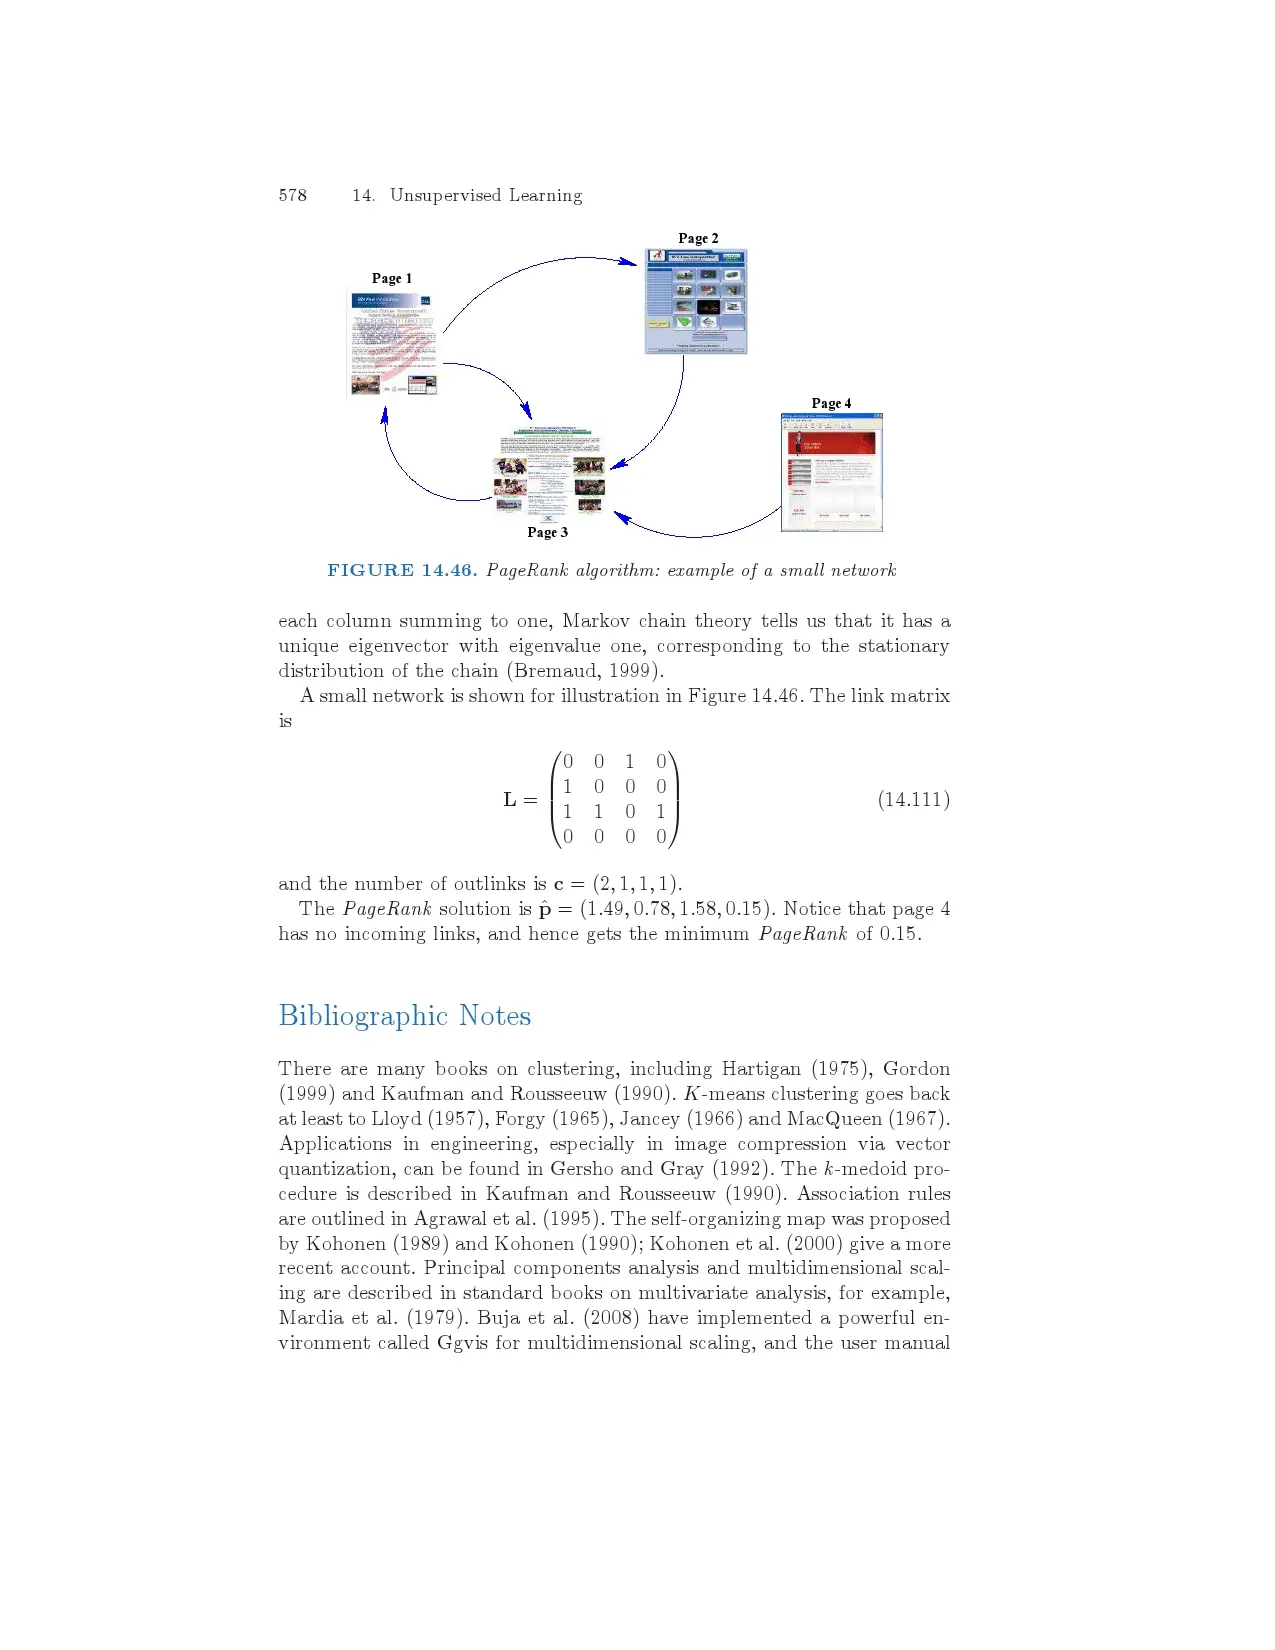 578 14. Unsupervised Learning
Page 2
Page 1
Page 4
Page 3
FIGURE 14.46. PageRank algorithm: example of a small network
each column summing to one, Markov chain theory tells us that it has a
unique eigenvector with eigenvalue one, corresponding to the stationary
distribution of the chain (Bremaud, 1999).
A small network is shown for illustration in Figure 14.46. The link matrix
is
0 0 1 0
1 0 0 0
L = 1 1 0 1 (14.111)
0 0 0 0
and the number of outlinks is c = (2, 1, 1, 1).
The PageRank solution is p̂ = (1.49, 0.78, 1.58, 0.15). Notice that page 4
has no incoming links, and hence gets the minimum PageRank of 0.15.
Bibliographic Notes
There are many books on clustering, including Hartigan (1975), Gordon
(1999) and Kaufman and Rousseeuw (1990). K-means clustering goes back
at least to Lloyd (1957), Forgy (1965), Jancey (1966) and MacQueen (1967).
Applications in engineering, especially in image compression via vector
quantization, can be found in Gersho and Gray (1992). The k-medoid pro-
cedure is described in Kaufman and Rousseeuw (1990). Association rules
are outlined in Agrawal et al. (1995). The self-organizing map was proposed
by Kohonen (1989) and Kohonen (1990); Kohonen et al. (2000) give a more
recent account. Principal components analysis and multidimensional scal-
ing are described in standard books on multivariate analysis, for example,
Mardia et al. (1979). Buja et al. (2008) have implemented a powerful en-
vironment called Ggvis for multidimensional scaling, and the user manual